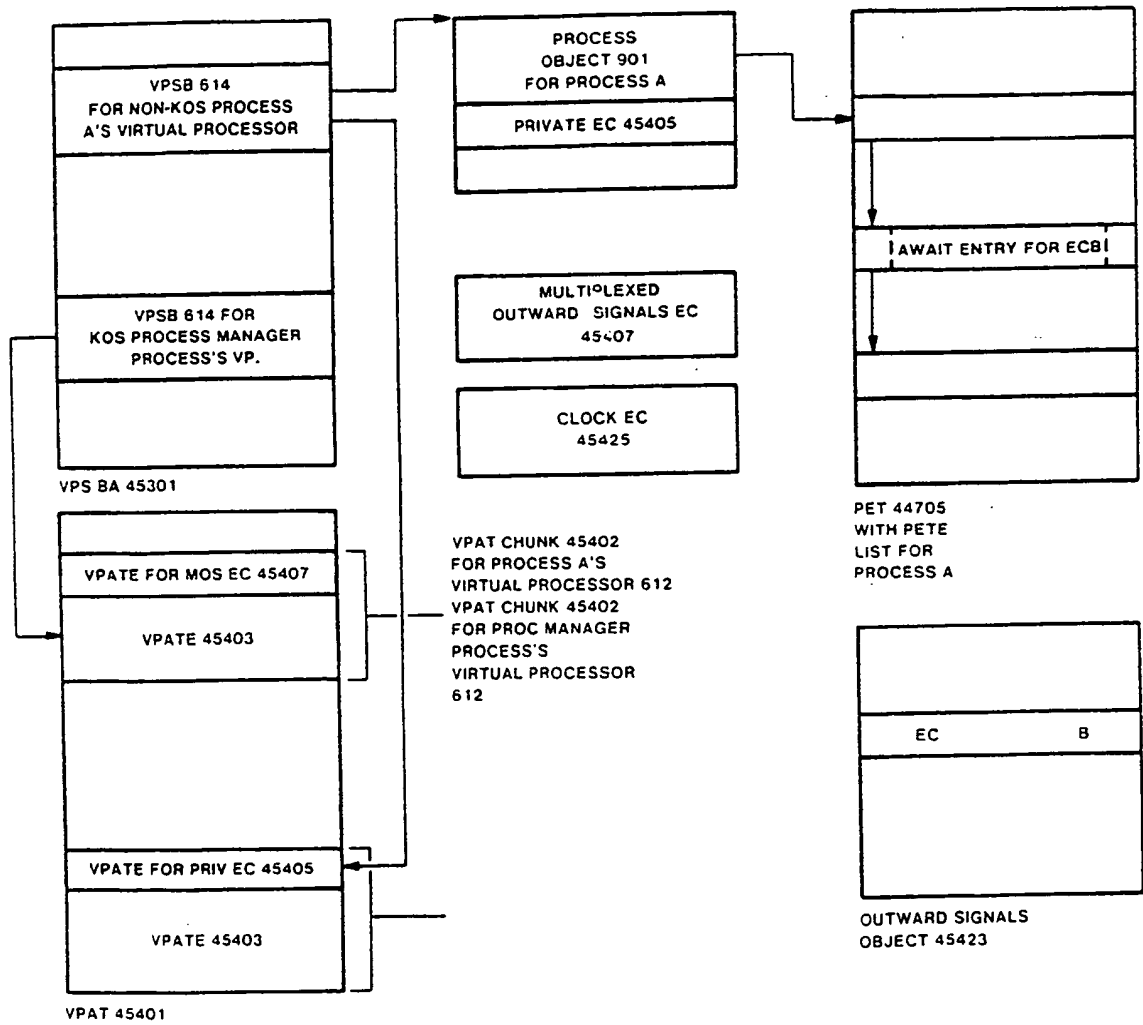 VPSB 614
FOR NON-KOS PROCESS
A'S VIRTUAL PROCESSOR
VPSB 614 FOR
KOS PROCESS MANAGER
PROCESS'S VP.
VPS BA 45301
PROCESS
OBJECT 901
FOR PROCESS A
PRIVATE EC 45405
MULTIPLEXED
OUTWARD SIGNALS EC
45407
CLOCK EC
45425
AWAIT ENTRY FOR ECB
PET 44705
WITH PETE
LIST FOR
PROCESS A
VPATE FOR MOS EC 45407
VPATE 45403
VPATE FOR PRIV EC 45405
VPATE 45403
VPAT 45401
VPAT CHUNK 45402
FOR PROCESS A'S
VIRTUAL PROCESSOR 612
VPAT CHUNK 45402
FOR PROC MANAGER
PROCESS'S
VIRTUAL PROCESSOR
612
EC B
OUTWARD SIGNALS
OBJECT 45423